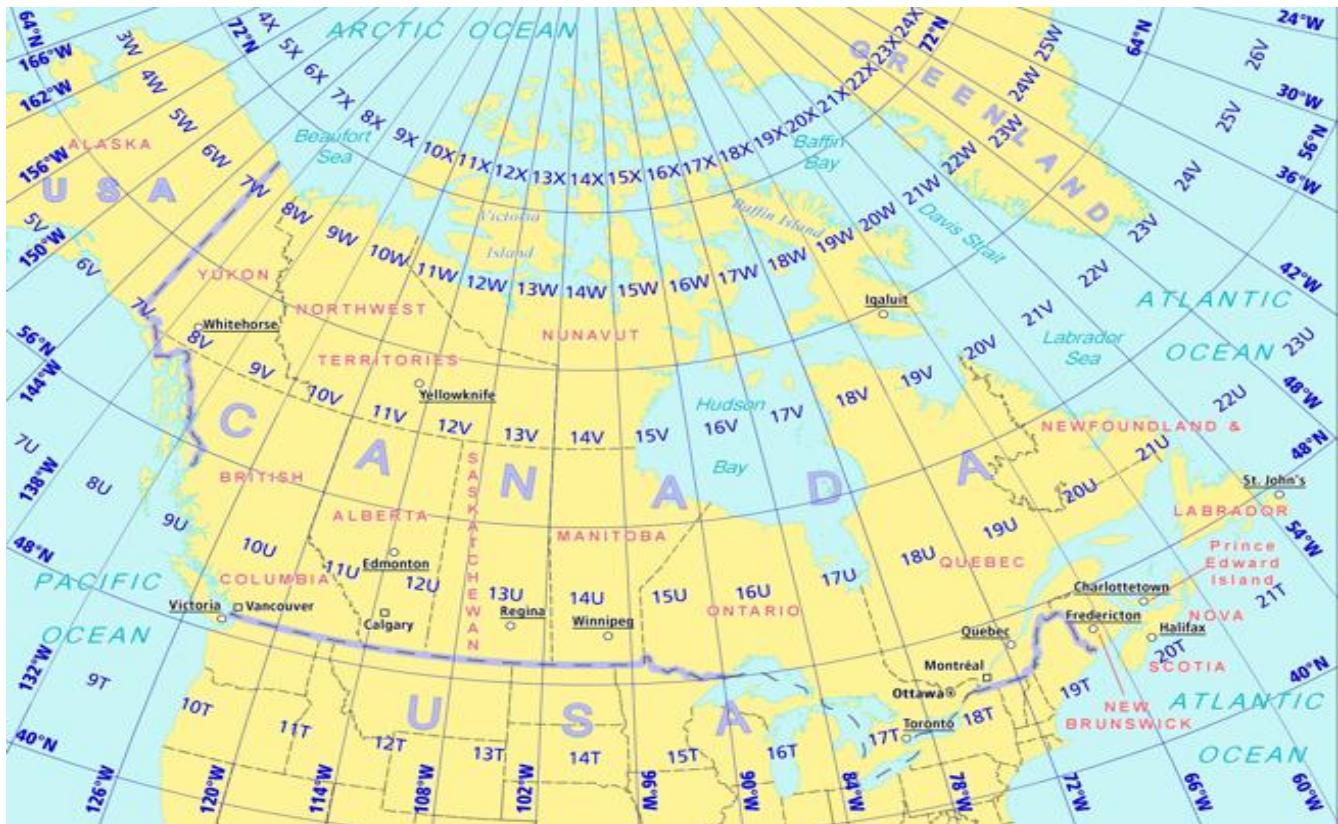 64°N
166°W
162°W
156°W
150°W
56°N
144°W
138°W
48°N
132°W
40°N
126°W
120°W
114°W
108°W
102°W
96°W
90°W
84°W
78°W
72°W
66°W
60°W
40°N
54°W
48°N
48°W
42°W
36°W
56°N
30°W
24°W
64°N
72°N
72°N
ARCTIC OCEAN
4X
5X
6X
7X
8X
9X
10X
11X
12X
13X
14X
15X
16X
17X
18X
19X
20X
21X
22X
23X
24X
3W
4W
5W
6W
7W
8W
9W
10W
11W
12W
13W
14W
15W
16W
17W
18W
19W
20W
21W
22W
23W
24W
25W
5V
6V
7V
8V
9V
10V
11V
12V
13V
14V
15V
16V
17V
18V
19V
20V
21V
22V
23V
24V
25V
26V
7U
8U
9U
10U
11U
12U
13U
14U
15U
16U
17U
18U
19U
20U
21U
22U
23U
9T
10T
11T
12T
13T
14T
15T
16T
17T
18T
19T
20T
21T
GREENLAND
ALASKA
USA
Beaufort
Sea
Baffin
Bay
Victoria
Island
Baffin Island
Davis Strait
YUKON
NORTHWEST
TERRITORIES
NUNAVUT
Iqaluit
Whitehorse
Yellowknife
ATLANTIC
OCEAN
Labrador
Sea
Hudson
Bay
CANADA
BRITISH
COLUMBIA
ALBERTA
SASKATCHEWAN
MANITOBA
ONTARIO
QUEBEC
NEWFOUNDLAND &
LABRADOR
St. John's
Prince
Edward
Island
Charlottetown
Fredericton
NOVA
SCOTIA
Halifax
NEW
BRUNSWICK
Edmonton
Calgary
Regina
Winnipeg
Victoria
Vancouver
Quebec
Montréal
Ottawa
Toronto
PACIFIC
OCEAN
USA
ATLANTIC
OCEAN